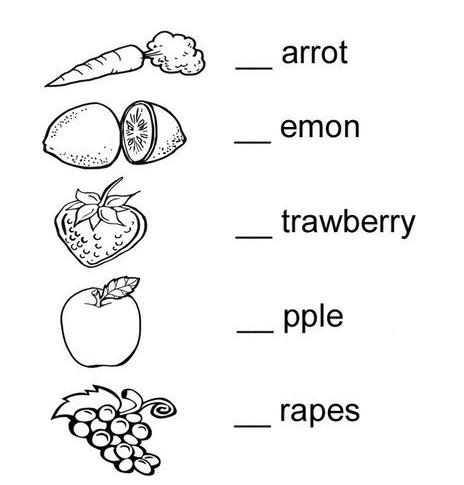 __ arrot
__ emon
__ trawberry
__ pple
__ rapes